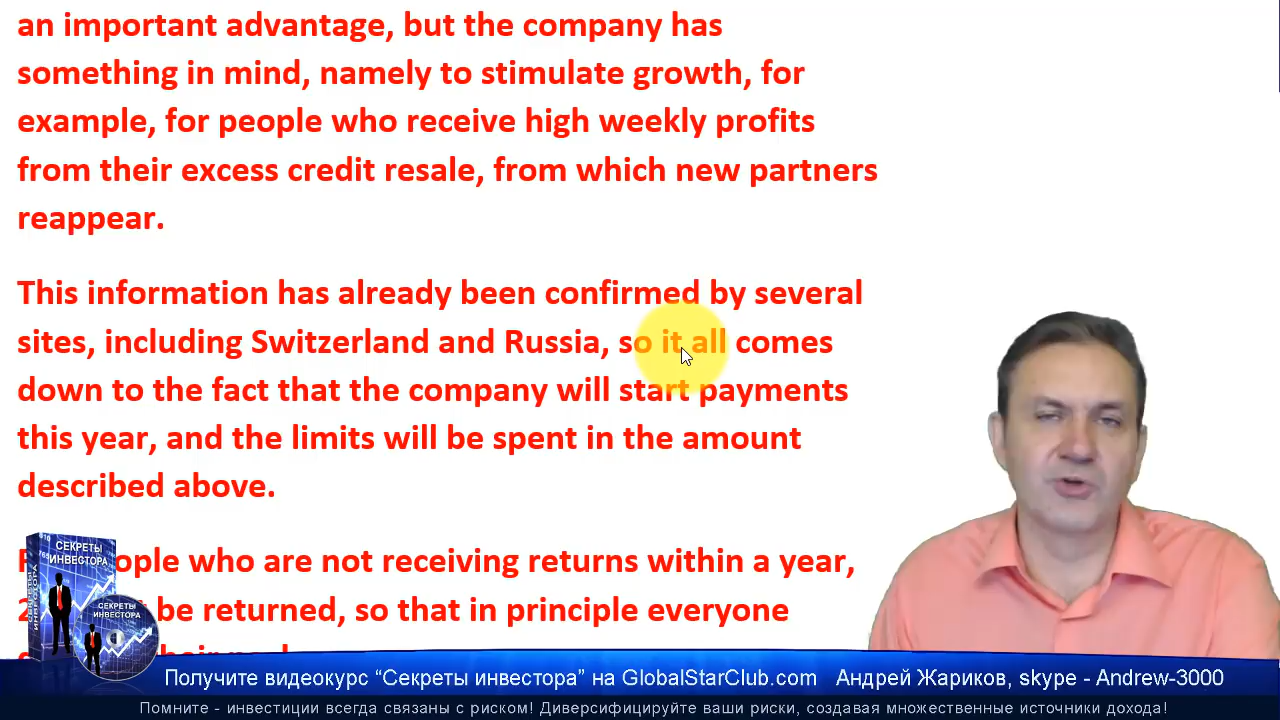 an important advantage, but the company has
something in mind, namely to stimulate growth, for
example, for people who receive high weekly profits
from their excess credit resale, from which new partners
reappear.
This information has already been confirmed by several
sites, including Switzerland and Russia, so it all comes
down to the fact that the company will start payments
this year, and the limits will be spent in the amount
described above.
who are not receiving returns within a year,
be returned, so that in principle everyone
СЕКРЕТЫ
ИНВЕСТОРА
СЕКРЕТЫ
ИНВЕСТОРА
Получите видеокурс “Секреты инвестора” на GlobalStarClub.com Андрей Жариков, skype - Andrew-3000
Помните - инвестиции всегда связаны с риском! Диверсифицируйте ваши риски, создавая множественные источники дохода!